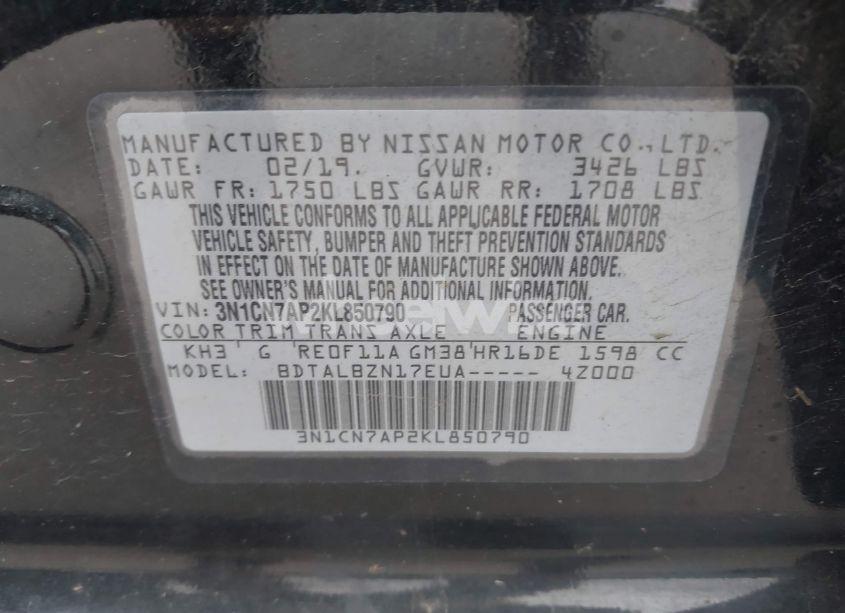 MANUFACTURED BY NISSAN MOTOR CO., LTD.
DATE: 02/19. GVWR: 3426 LBS
GAWR FR: 1750 LBS GAWR RR: 1708 LBS
THIS VEHICLE CONFORMS TO ALL APPLICABLE FEDERAL MOTOR
VEHICLE SAFETY, BUMPER AND THEFT PREVENTION STANDARDS
IN EFFECT ON THE DATE OF MANUFACTURE SHOWN ABOVE.
SEE OWNER'S MANUAL FOR ADDITIONAL INFORMATION.
VIN: 3N1CN7AP2KL850790 PASSENGER CAR.
COLOR TRIM TRANS AXLE ENGINE
KH3 G RE0F11A GM38 HR16DE 1598 CC
MODEL: BDTALBZN17EUA----- 4Z000
3N1CN7AP2KL850790